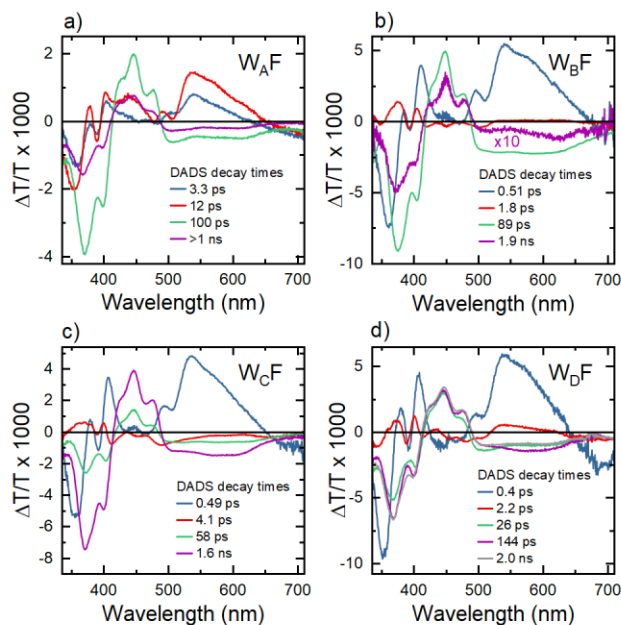 a)
W_AF
2
0
-2
-4
ΔT/T x 1000
DADS decay times
3.3 ps
12 ps
100 ps
>1 ns
400 500 600 700
Wavelength (nm)
b)
W_BF
5
0
-5
-10
ΔT/T x 1000
x10
DADS decay times
0.51 ps
1.8 ps
89 ps
1.9 ns
400 500 600 700
Wavelength (nm)
c)
W_CF
4
2
0
-2
-4
-6
-8
ΔT/T x 1000
DADS decay times
0.49 ps
4.1 ps
58 ps
1.6 ns
400 500 600 700
Wavelength (nm)
d)
W_DF
5
0
-5
-10
ΔT/T x 1000
DADS decay times
0.4 ps
2.2 ps
26 ps
144 ps
2.0 ns
400 500 600 700
Wavelength (nm)